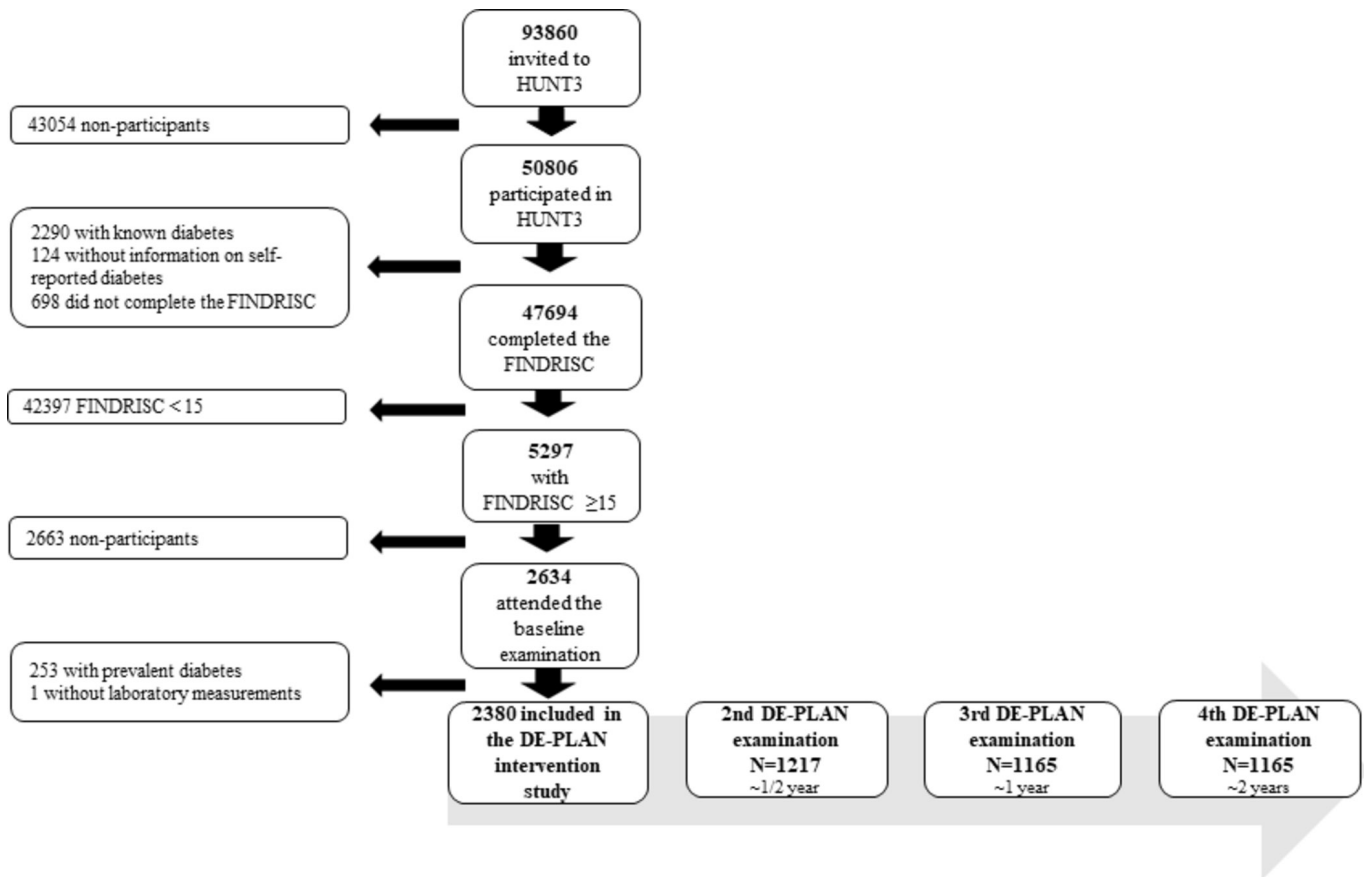 93860
invited to
HUNT3
43054 non-participants
50806
participated in
HUNT3
2290 with known diabetes
124 without information on self-
reported diabetes
698 did not complete the FINDRISC
47694
completed the
FINDRISC
42397 FINDRISC < 15
5297
with
FINDRISC ≥15
2663 non-participants
2634
attended the
baseline
examination
253 with prevalent diabetes
1 without laboratory measurements
2380 included in
the DE-PLAN
intervention
study
2nd DE-PLAN
examination
N=1217
~1/2 year
3rd DE-PLAN
examination
N=1165
~1 year
4th DE-PLAN
examination
N=1165
~2 years